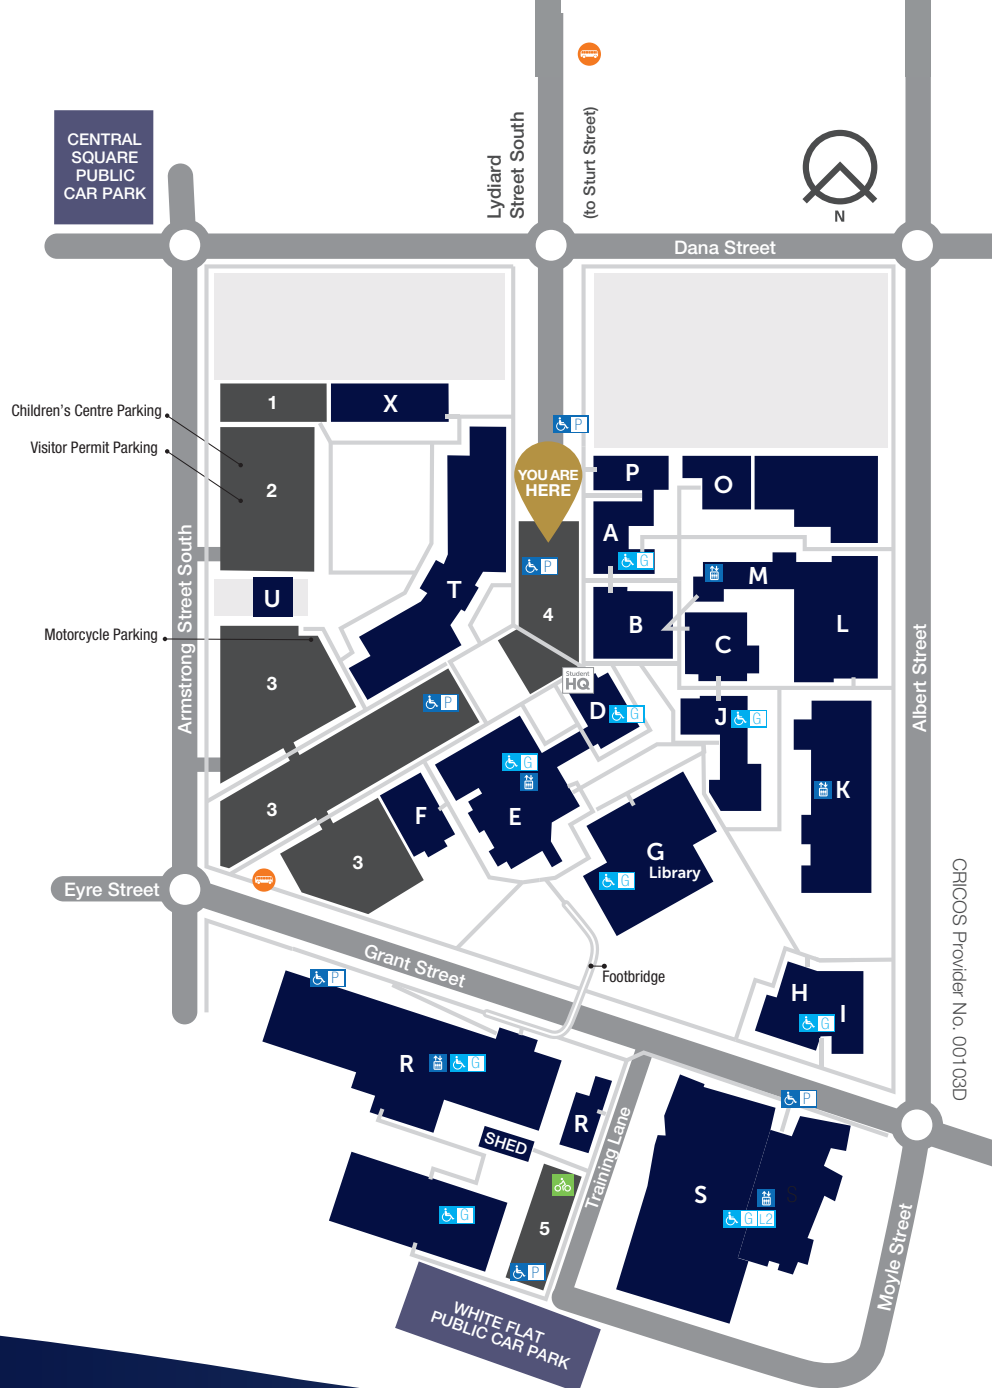 CENTRAL
SQUARE
PUBLIC
CAR PARK
Lydiard
Street South
(to Sturt Street)
N
Dana Street
1
X
Children's Centre Parking
Visitor Permit Parking
2
P
YOU ARE
HERE
P
O
A
G
P
M
T
U
4
B
L
C
Motorcycle Parking
Armstrong Street South
Albert Street
3
Student
HQ
P
D
G
J
G
G
E
K
3
F
3
G
Library
G
Eyre Street
Grant Street
Footbridge
CRICOS Provider No. 00103D
P
H
I
G
R
G
P
R
SHED
Training Lane
S
S
G L2
G
5
P
Moyle Street
WHITE FLAT
PUBLIC CAR PARK